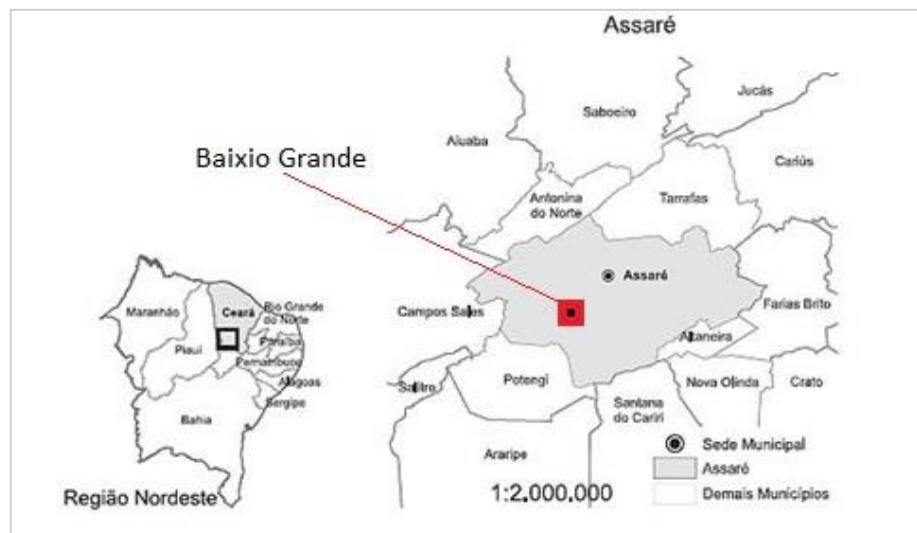 Assaré
Jucás
Saboeiro
Aiuaba
Baixio Grande
Cariús
Antonina
do Norte
Tarrafas
Assaré
Campos Sales
Farias Brito
Altaneira
Salitro
Potengi
Nova Olinda
Crato
Santana
do Cariri
Araripe
1:2.000.000
Maranhão
Ceará
Rio Grande
do Norte
Piauí
Paraíba
Pernambuco
Alagoas
Sergipe
Bahia
Região Nordeste
Sede Municipal
Assaré
Demais Municípios